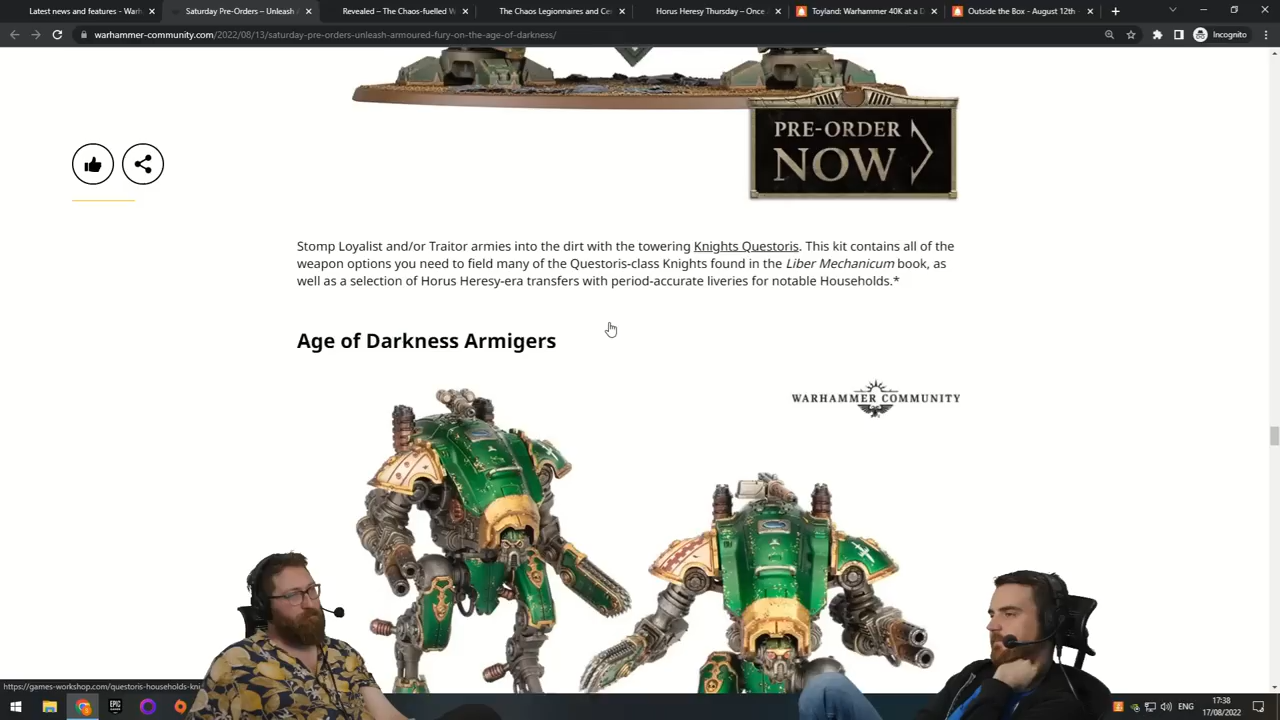 Latest news and features - War
Saturday Pre-Orders – Unleash
Revealed – The Chaos-fuelled W
The Chaos Legionnaires and Ce
Horus Heresy Thursday – Once
Toyland: Warhammer 40K at a D
Outside the Box - August 12th
warhammer-community.com/2022/08/13/saturday-pre-orders-unleash-armoured-fury-on-the-age-of-darkness/
Incognito
PRE-ORDER
NOW
Stomp Loyalist and/or Traitor armies into the dirt with the towering Knights Questoris. This kit contains all of the
weapon options you need to field many of the Questoris-class Knights found in the Liber Mechanicum book, as
well as a selection of Horus Heresy-era transfers with period-accurate liveries for notable Households.*
Age of Darkness Armigers
WARHAMMER COMMUNITY
https://games-workshop.com/questoris-households-kni
EPIC
ENG
17:38
17/08/2022